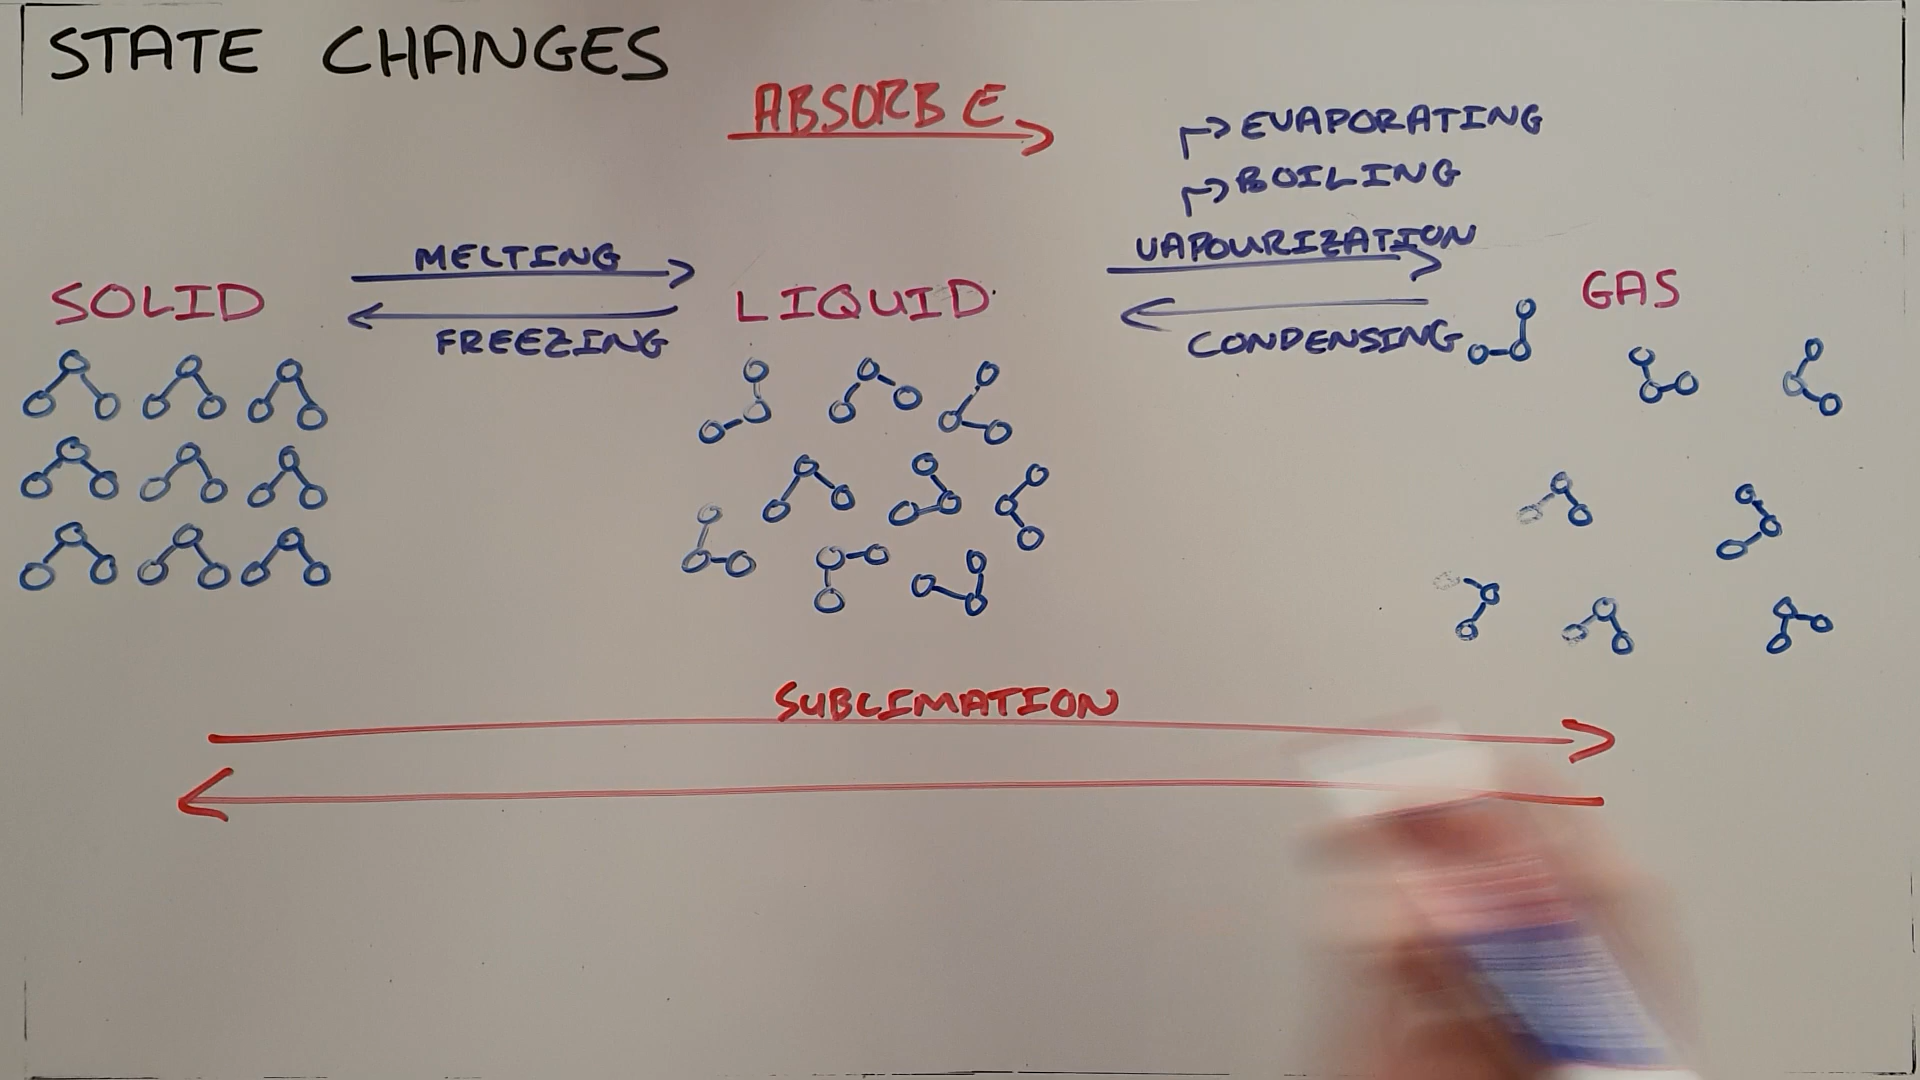 STATE CHANGES
ABSORB E
EVAPORATING
BOILING
VAPOURIZATION
MELTING
SOLID
LIQUID
GAS
FREEZING
CONDENSING
SUBLIMATION